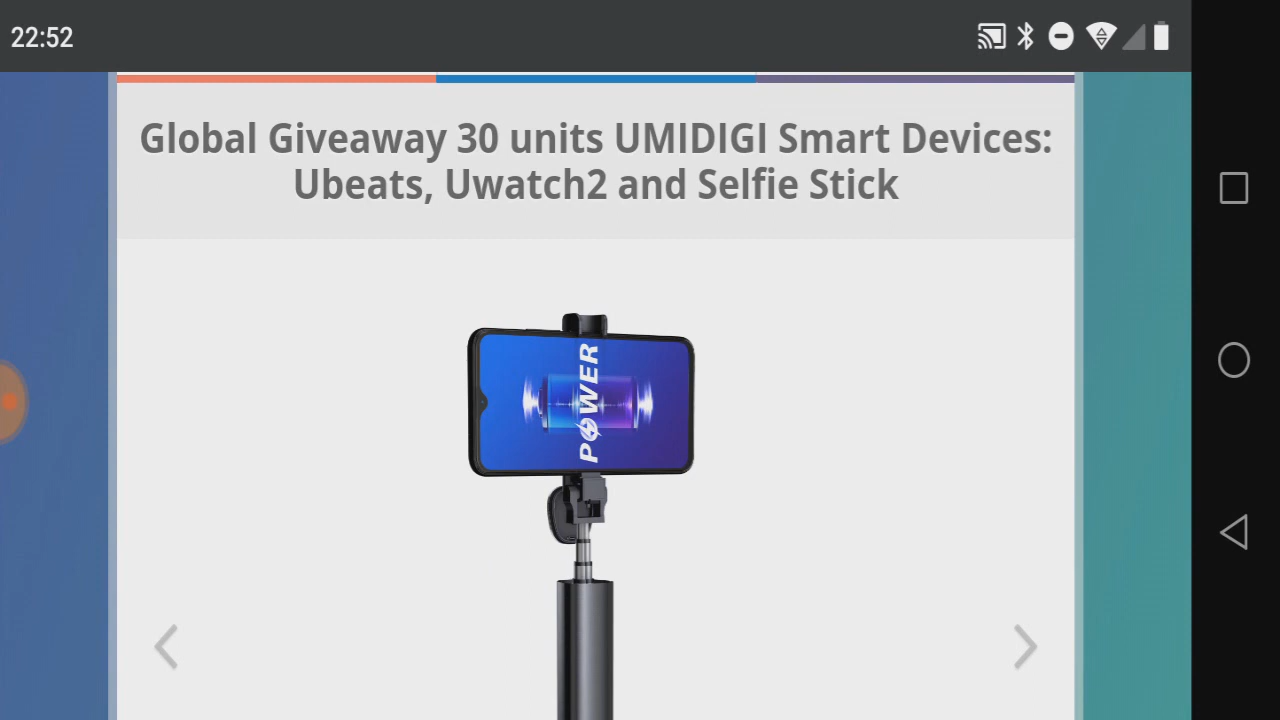 22:52
Global Giveaway 30 units UMIDIGI Smart Devices:
Ubeats, Uwatch2 and Selfie Stick
POWER